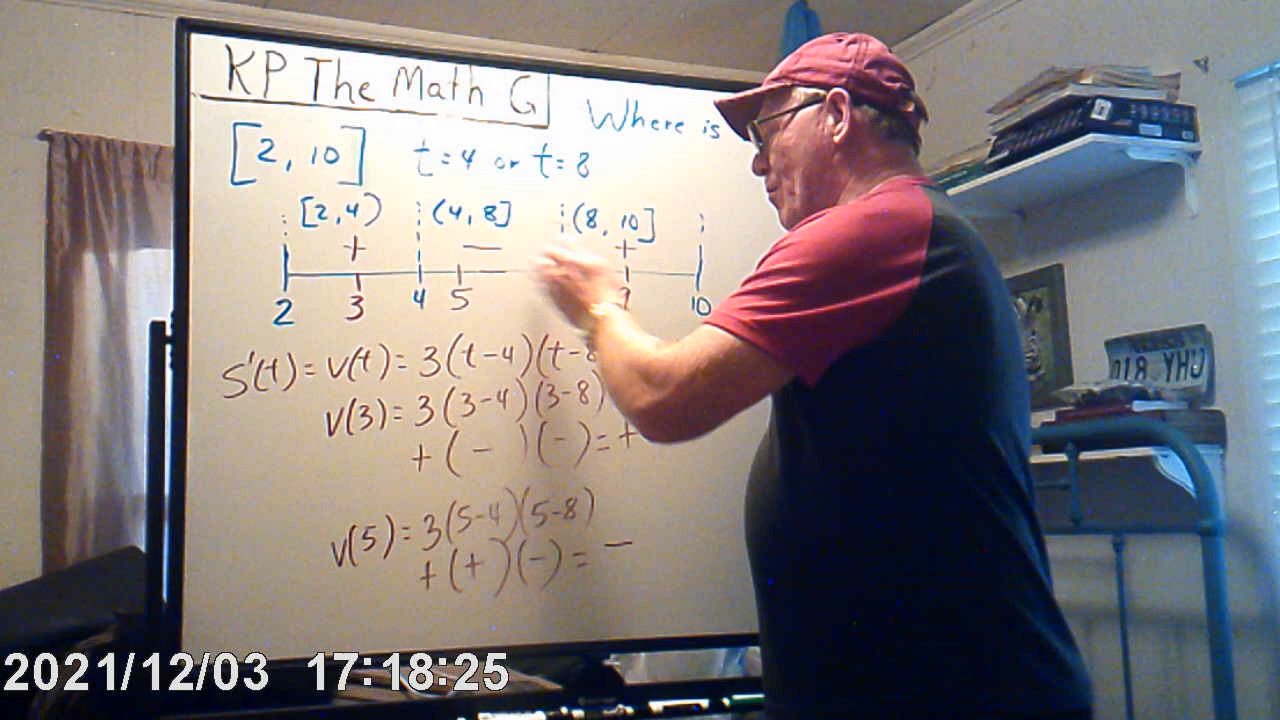 KP The Math G
Where is
[2, 10] t=4 or t=8
[2,4) (4,8] (8,10]
+ — +
2 3 4 5 10
S'(t) = v(t) = 3(t-4)(t-8
v(3) = 3(3-4)(3-8)
+ ( - ) (-) = +
v(5) = 3(5-4)(5-8)
+ (+) (-) = —
2021/12/03 17:18:25